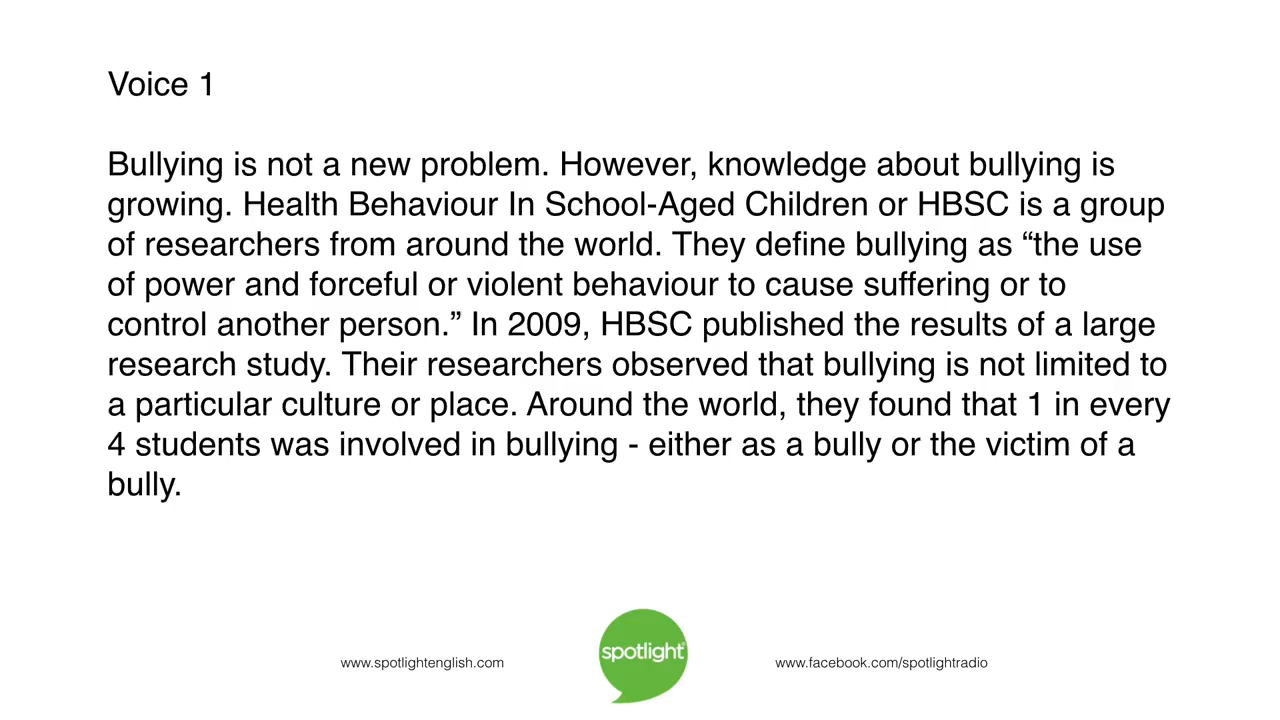 Voice 1
Bullying is not a new problem. However, knowledge about bullying is
growing. Health Behaviour In School-Aged Children or HBSC is a group
of researchers from around the world. They define bullying as “the use
of power and forceful or violent behaviour to cause suffering or to
control another person.” In 2009, HBSC published the results of a large
research study. Their researchers observed that bullying is not limited to
a particular culture or place. Around the world, they found that 1 in every
4 students was involved in bullying - either as a bully or the victim of a
bully.
www.spotlightenglish.com
spotlight®
www.facebook.com/spotlightradio